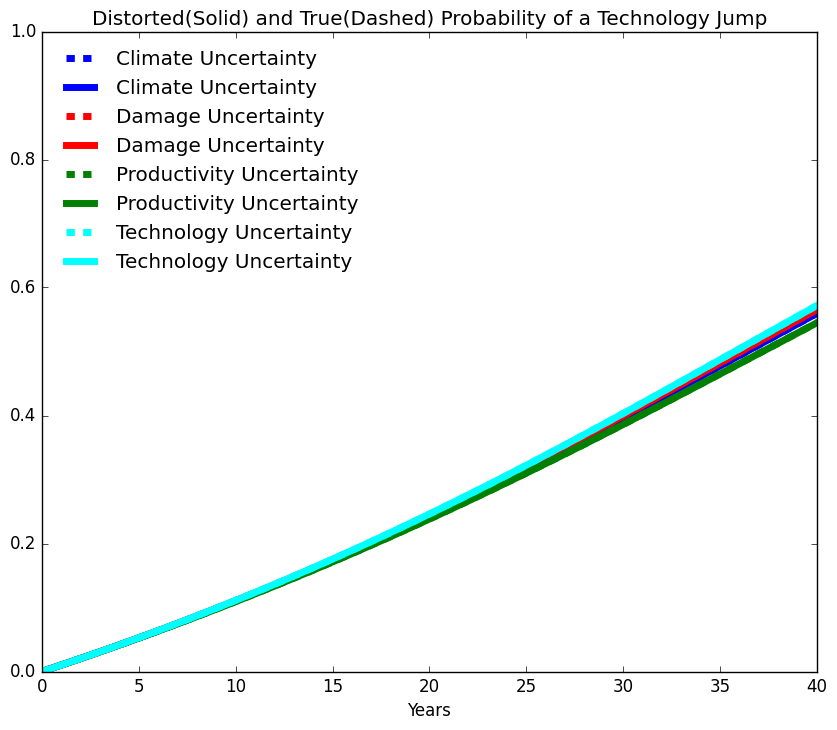 Distorted(Solid) and True(Dashed) Probability of a Technology Jump
1.0
Climate Uncertainty
Climate Uncertainty
Damage Uncertainty
Damage Uncertainty
Productivity Uncertainty
Productivity Uncertainty
Technology Uncertainty
Technology Uncertainty
0.8
0.6
0.4
0.2
0.0
0 5 10 15 20 25 30 35 40
Years